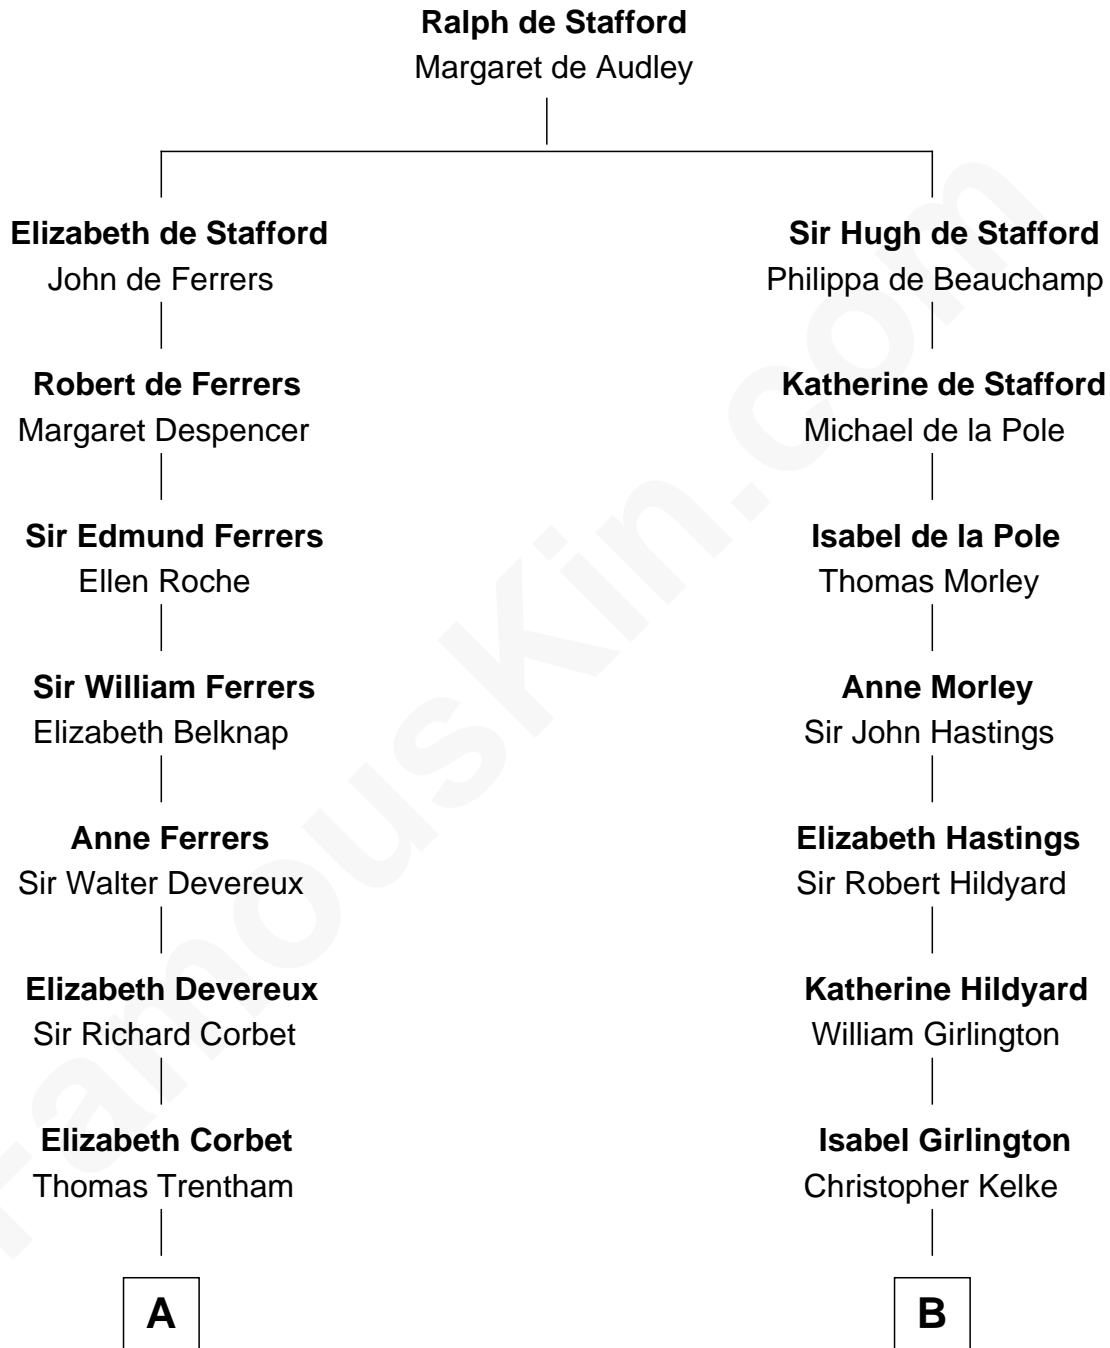 Ralph de Stafford
Margaret de Audley
Elizabeth de Stafford
John de Ferrers
Sir Hugh de Stafford
Philippa de Beauchamp
Robert de Ferrers
Margaret Despencer
Katherine de Stafford
Michael de la Pole
Sir Edmund Ferrers
Ellen Roche
Isabel de la Pole
Thomas Morley
Sir William Ferrers
Elizabeth Belknap
Anne Morley
Sir John Hastings
Anne Ferrers
Sir Walter Devereux
Elizabeth Hastings
Sir Robert Hildyard
Elizabeth Devereux
Sir Richard Corbet
Katherine Hildyard
William Girlington
Elizabeth Corbet
Thomas Trentham
Isabel Girlington
Christopher Kelke
A
B
FamousKin.com